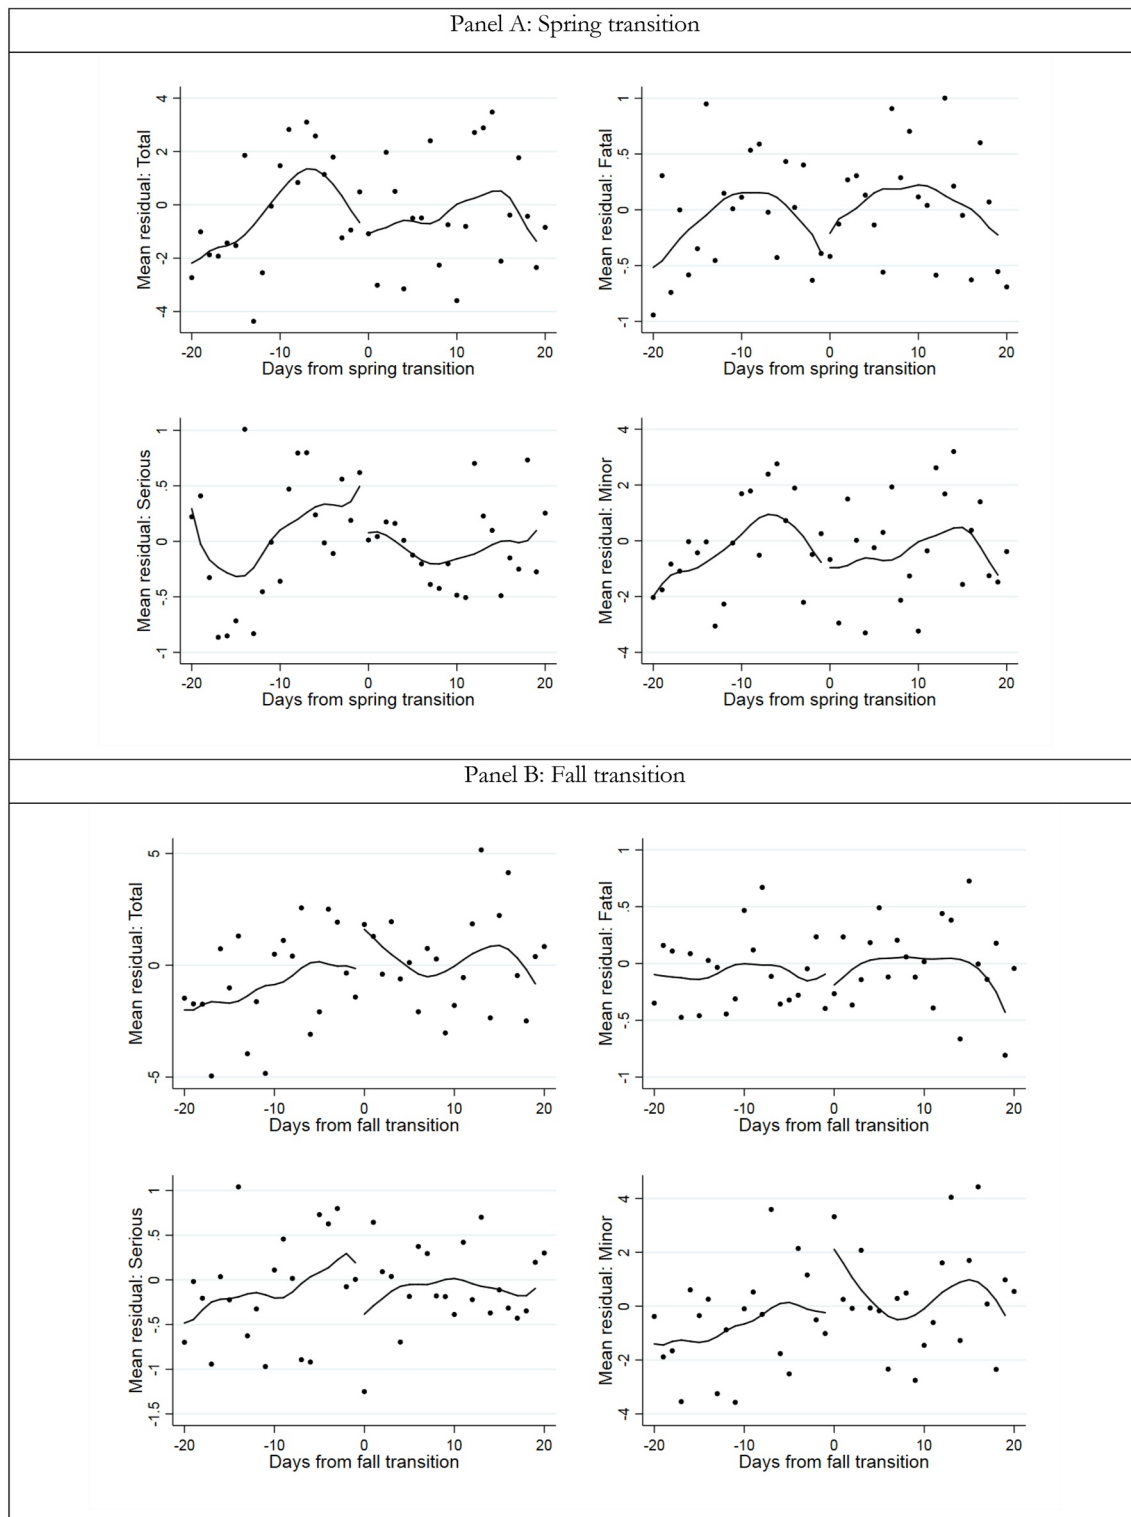 Panel A: Spring transition
Mean residual: Total
4
2
0
-2
-4
-20 -10 0 10 20
Days from spring transition
Mean residual: Fatal
1
.5
0
-.5
-1
-20 -10 0 10 20
Days from spring transition
Mean residual: Serious
1
.5
0
-.5
-1
-20 -10 0 10 20
Days from spring transition
Mean residual: Minor
4
2
0
-2
-4
-20 -10 0 10 20
Days from spring transition
Panel B: Fall transition
Mean residual: Total
5
0
-5
-20 -10 0 10 20
Days from fall transition
Mean residual: Fatal
1
.5
0
-.5
-1
-20 -10 0 10 20
Days from fall transition
Mean residual: Serious
1
.5
0
-.5
-1
-1.5
-20 -10 0 10 20
Days from fall transition
Mean residual: Minor
4
2
0
-2
-4
-20 -10 0 10 20
Days from fall transition